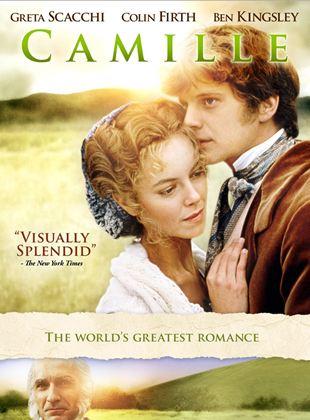 GRETA SCACCHI COLIN FIRTH BEN KINGSLEY
CAMILLE
"VISUALLY
SPLENDID"
- The New York Times
THE WORLD'S GREATEST ROMANCE